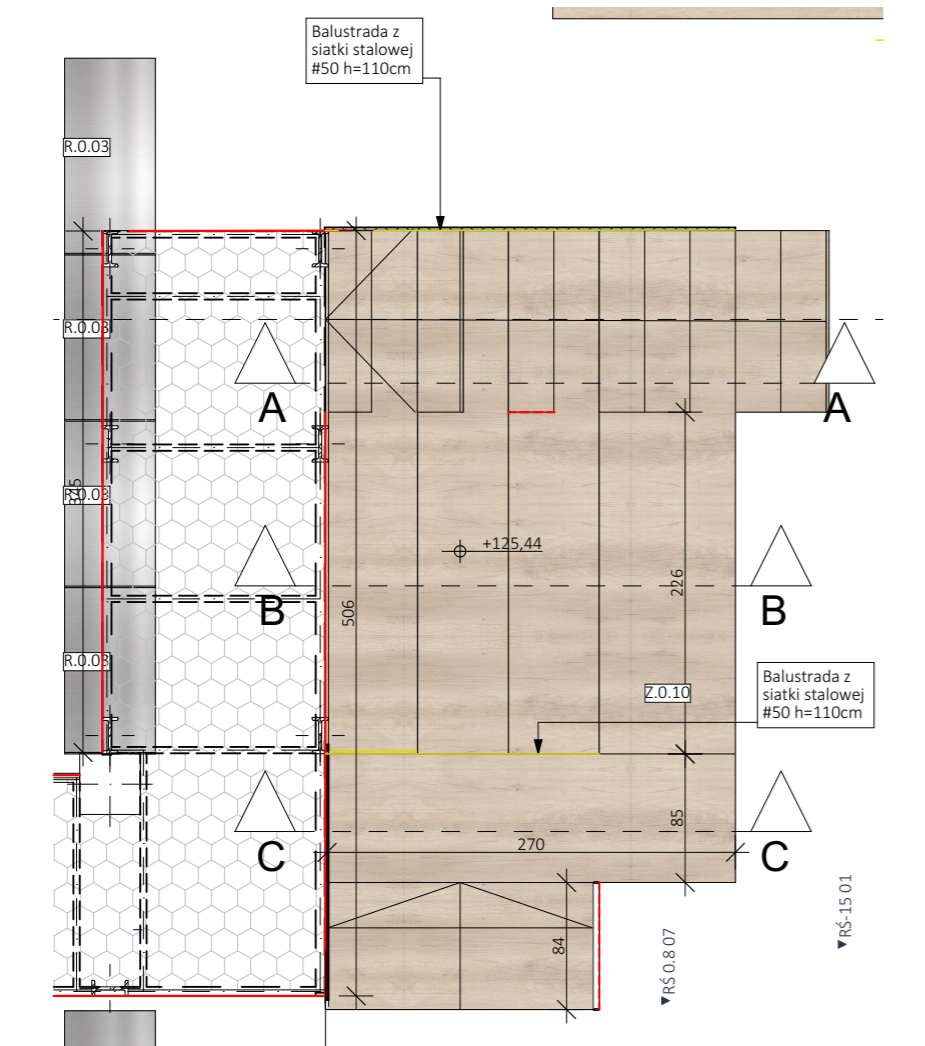 Balustrada z
siatki stalowej
#50 h=110cm
R.0.03
R.0.03
A
A
R.0.03
+125,44
226
B
B
506
R.0.03
Z.0.10
Balustrada z
siatki stalowej
#50 h=110cm
85
270
C
C
84
RŚ 0.8 07
RŚ-15 01